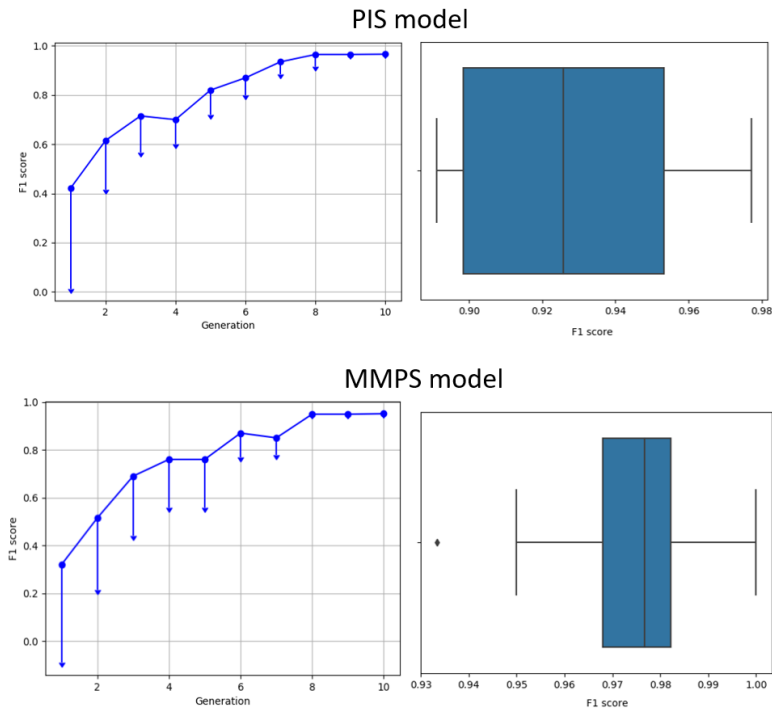 PIS model
1.0
0.8
0.6
0.4
0.2
0.0
F1 score
2 4 6 8 10
Generation
0.90 0.92 0.94 0.96 0.98
F1 score
MMPS model
1.0
0.8
0.6
0.4
0.2
0.0
F1 score
2 4 6 8 10
Generation
0.93 0.94 0.95 0.96 0.97 0.98 0.99 1.00
F1 score